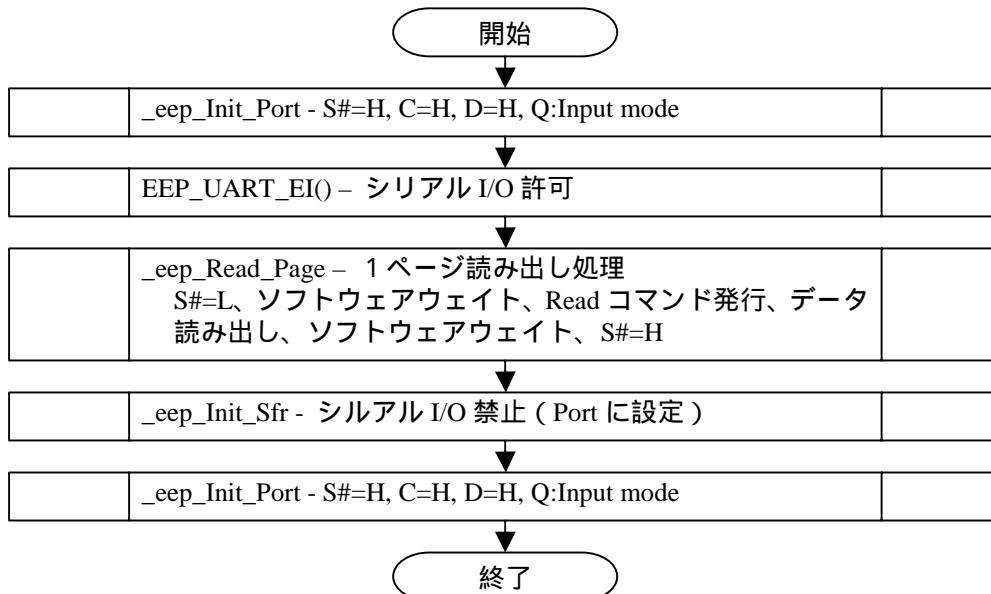 開始
_eep_Init_Port - S#=H, C=H, D=H, Q:Input mode
EEP_UART_EI() – シリアル I/O 許可
_eep_Read_Page – １ページ読み出し処理
S#=L、ソフトウェアウェイト、Read コマンド発行、データ
読み出し、ソフトウェアウェイト、S#=H
_eep_Init_Sfr - シルアル I/O 禁止（Port に設定）
_eep_Init_Port - S#=H, C=H, D=H, Q:Input mode
終了